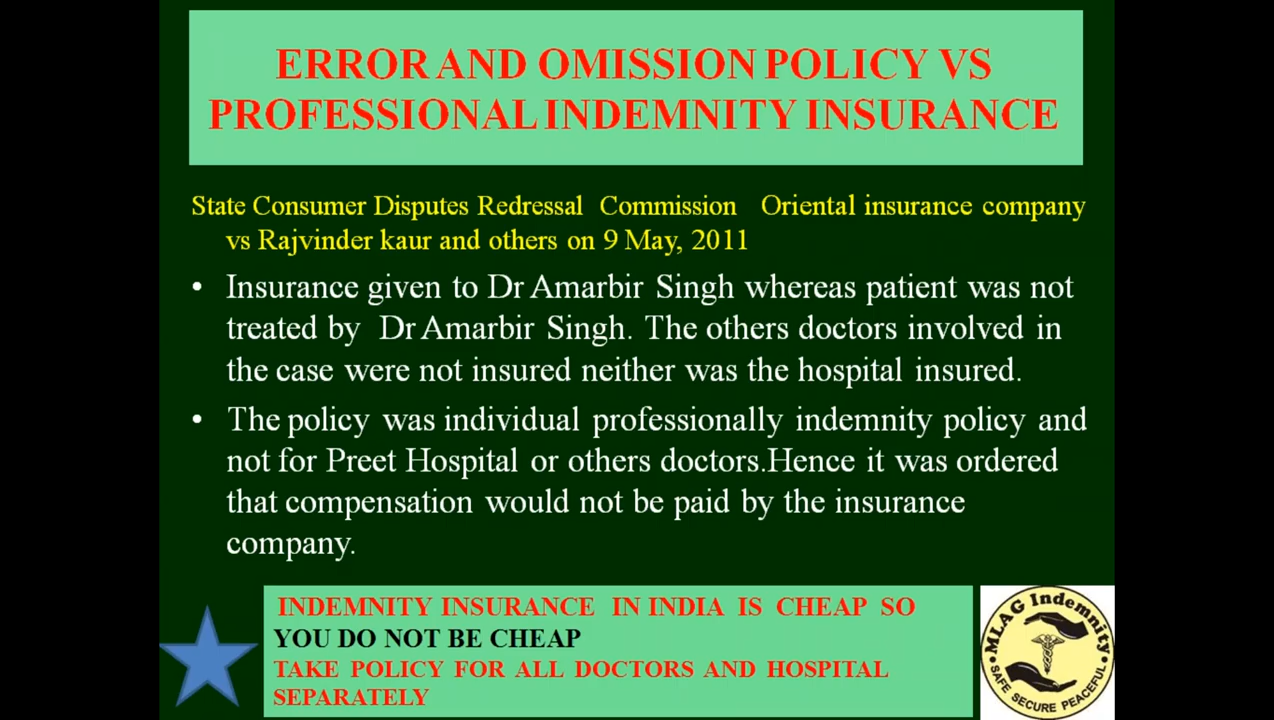 ERROR AND OMISSION POLICY VS
PROFESSIONAL INDEMNITY INSURANCE
State Consumer Disputes Redressal Commission Oriental insurance company
vs Rajvinder kaur and others on 9 May, 2011
• Insurance given to Dr Amarbir Singh whereas patient was not
treated by Dr Amarbir Singh. The others doctors involved in
the case were not insured neither was the hospital insured.
• The policy was individual professionally indemnity policy and
not for Preet Hospital or others doctors.Hence it was ordered
that compensation would not be paid by the insurance
company.
INDEMNITY INSURANCE IN INDIA IS CHEAP SO
YOU DO NOT BE CHEAP
TAKE POLICY FOR ALL DOCTORS AND HOSPITAL
SEPARATELY
MLAG Indemnity
SAFE SECURE PEACEFUL